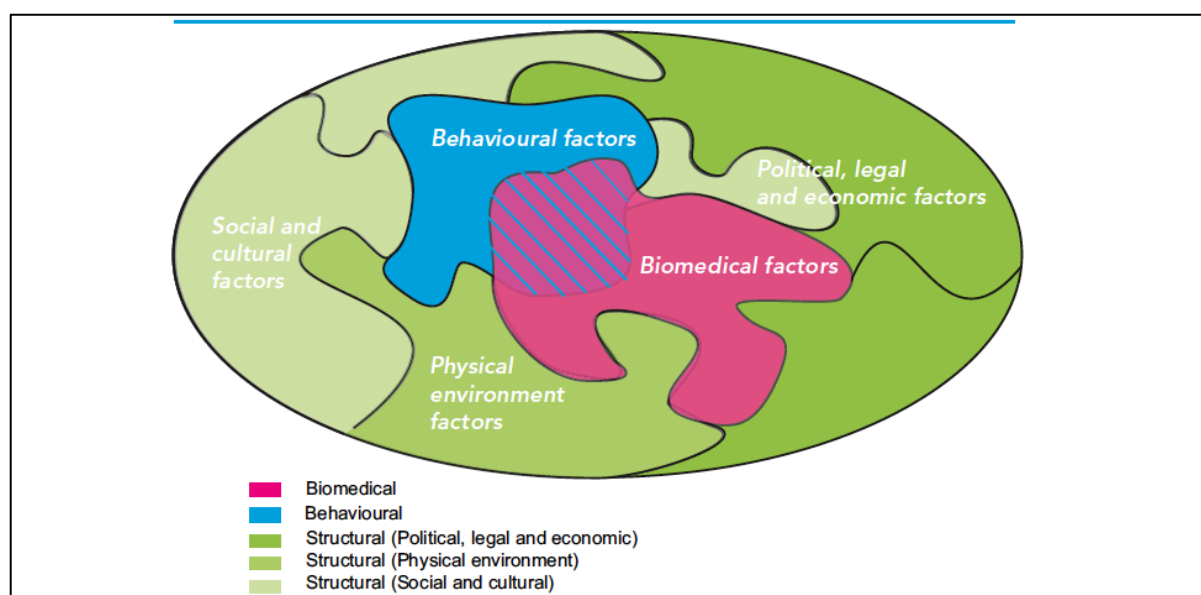 Behavioural factors
Political, legal
and economic factors
Social and
cultural
factors
Biomedical factors
Physical
environment
factors
Biomedical
Behavioural
Structural (Political, legal and economic)
Structural (Physical environment)
Structural (Social and cultural)